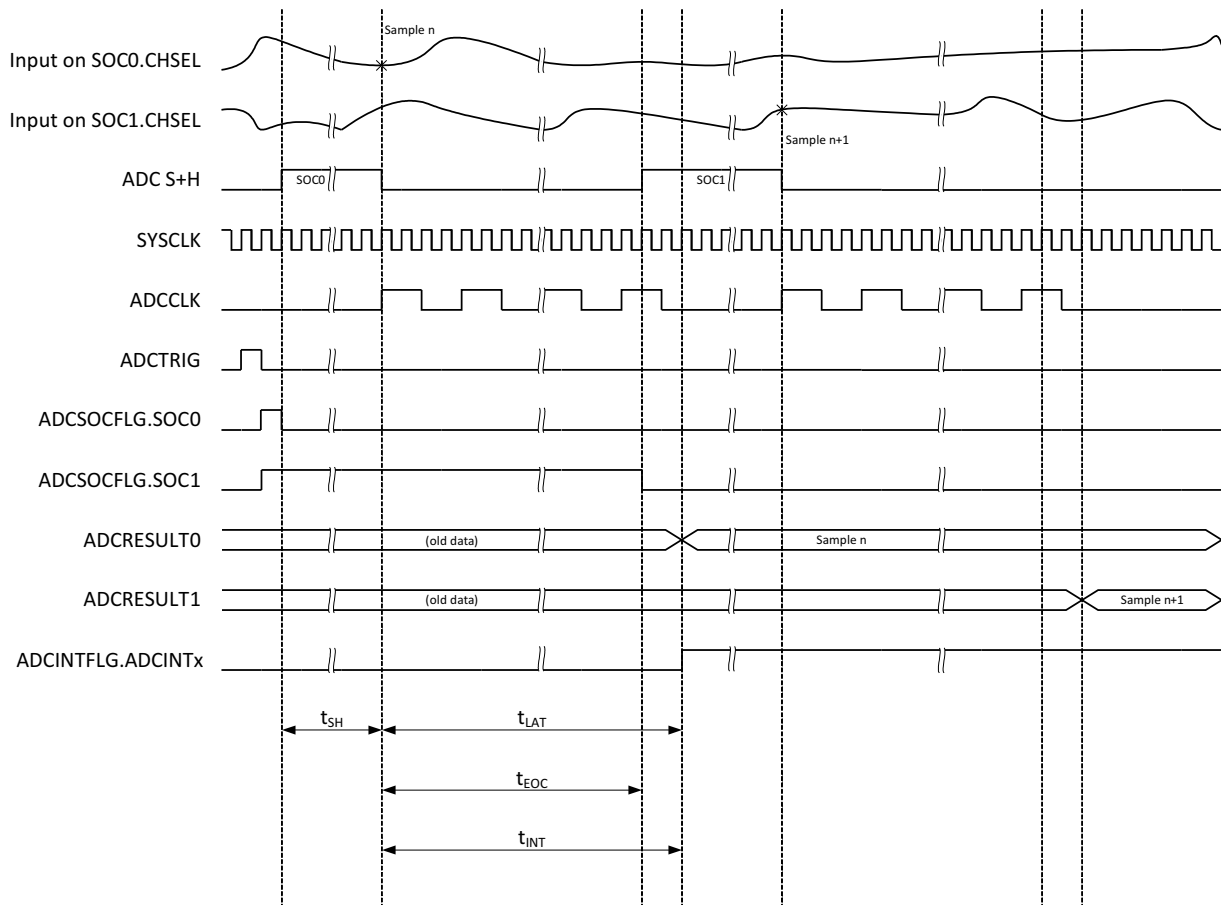 Sample n
Input on SOC0.CHSEL
Input on SOC1.CHSEL
Sample n+1
ADC S+H
SOC0
SOC1
SYSCLK
ADCCLK
ADCTRIG
ADCSOCFLG.SOC0
ADCSOCFLG.SOC1
ADCRESULT0
(old data)
Sample n
ADCRESULT1
(old data)
Sample n+1
ADCINTFLG.ADCINTx
tSH
tLAT
tEOC
tINT